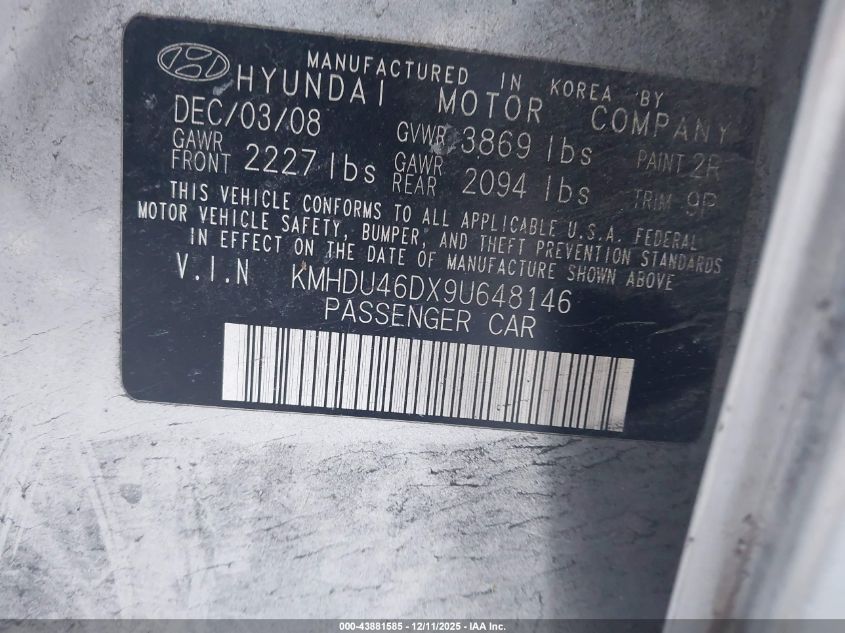 MANUFACTURED IN KOREA BY
HYUNDAI MOTOR COMPANY
DEC/03/08 GVWR 3869 lbs PAINT 2R
GAWR FRONT 2227 lbs GAWR REAR 2094 lbs TRIM 9P
THIS VEHICLE CONFORMS TO ALL APPLICABLE U.S.A. FEDERAL
MOTOR VEHICLE SAFETY, BUMPER, AND THEFT PREVENTION STANDARDS
IN EFFECT ON THE DATE OF MANUFACTURE SHOWN ABOVE
V.I.N KMHDU46DX9U648146
PASSENGER CAR
000-43881585 - 12/11/2025 - IAA Inc.